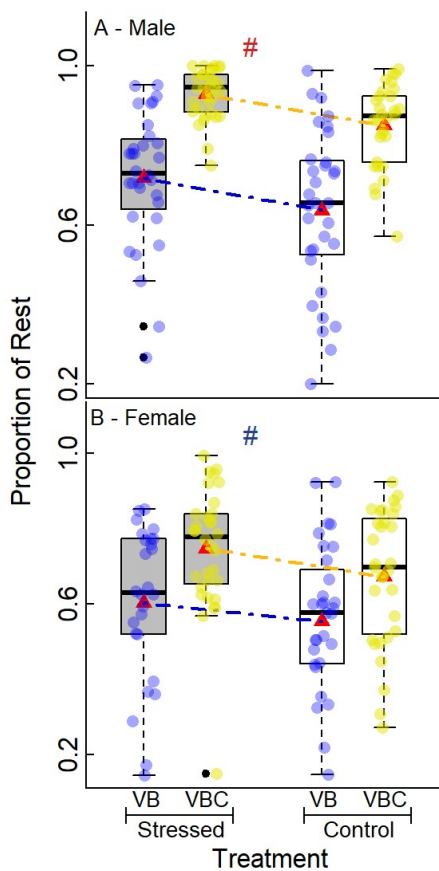 A - Male
#
1.0
0.6
0.2
B - Female
#
1.0
0.6
0.2
Proportion of Rest
VB VBC VB VBC
Stressed Control
Treatment